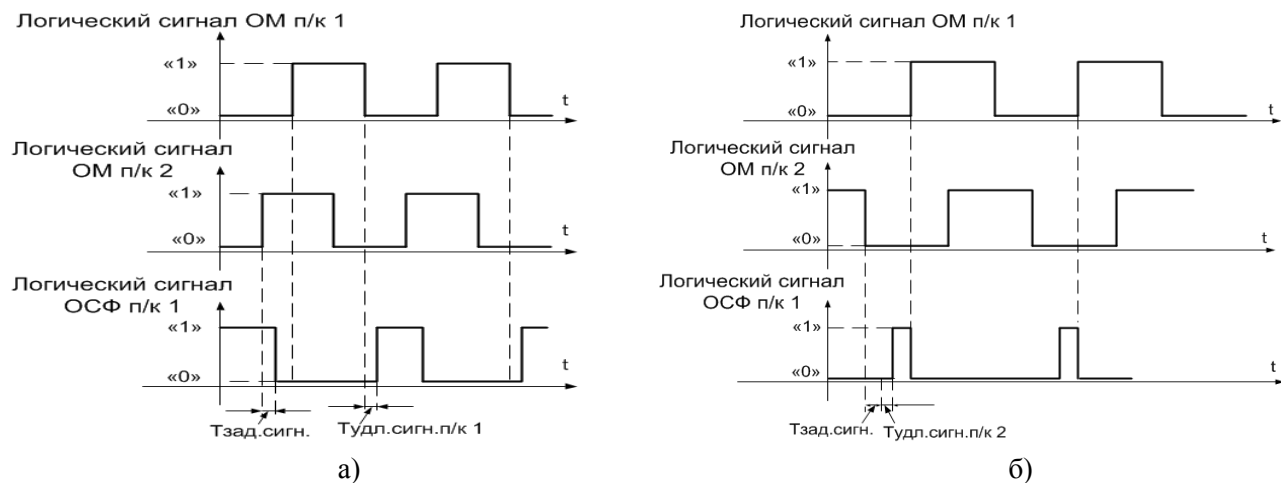 Логический сигнал ОМ п/к 1
«1»
«0»
t
Логический сигнал
ОМ п/к 2
«1»
«0»
t
Логический сигнал
ОСФ п/к 1
«1»
«0»
t
Тзад.сигн.
Тудл.сигн.п/к 1
а)
Логический сигнал ОМ п/к 1
«1»
«0»
t
Логический сигнал
ОМ п/к 2
«1»
«0»
t
Логический сигнал
ОСФ п/к 1
«1»
«0»
t
Тзад.сигн.
Тудл.сигн.п/к 2
б)